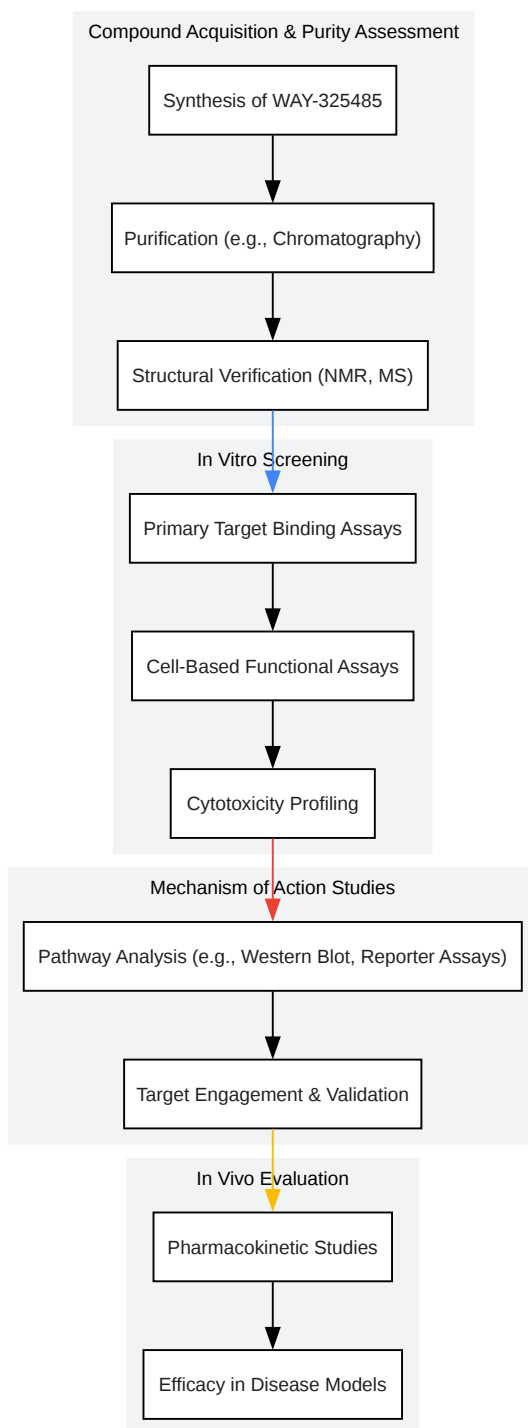 Compound Acquisition & Purity Assessment
Synthesis of WAY-325485
Purification (e.g., Chromatography)
Structural Verification (NMR, MS)
In Vitro Screening
Primary Target Binding Assays
Cell-Based Functional Assays
Cytotoxicity Profiling
Mechanism of Action Studies
Pathway Analysis (e.g., Western Blot, Reporter Assays)
Target Engagement & Validation
In Vivo Evaluation
Pharmacokinetic Studies
Efficacy in Disease Models